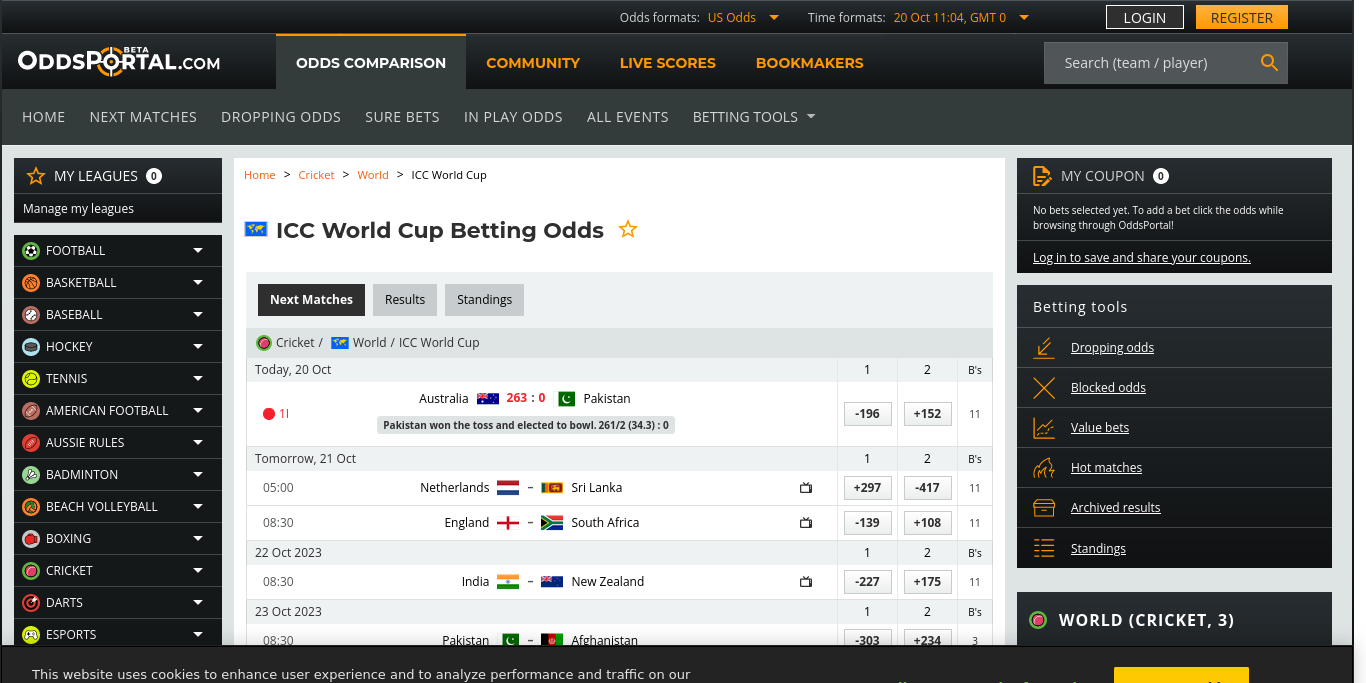 Odds formats: US Odds Time formats: 20 Oct 11:04, GMT 0 LOGIN REGISTER
ODDSPORTAL.COM BETA
ODDS COMPARISON COMMUNITY LIVE SCORES BOOKMAKERS Search (team / player)
HOME NEXT MATCHES DROPPING ODDS SURE BETS IN PLAY ODDS ALL EVENTS BETTING TOOLS
MY LEAGUES 0
Manage my leagues
FOOTBALL
BASKETBALL
BASEBALL
HOCKEY
TENNIS
AMERICAN FOOTBALL
AUSSIE RULES
BADMINTON
BEACH VOLLEYBALL
BOXING
CRICKET
DARTS
ESPORTS
Home > Cricket > World > ICC World Cup
ICC World Cup Betting Odds
Next Matches Results Standings
Cricket / World / ICC World Cup
Today, 20 Oct 1 2 B's
Australia 263 : 0 Pakistan
1I -196 +152 11
Pakistan won the toss and elected to bowl. 261/2 (34.3) : 0
Tomorrow, 21 Oct 1 2 B's
05:00 Netherlands – Sri Lanka +297 -417 11
08:30 England – South Africa -139 +108 11
22 Oct 2023 1 2 B's
08:30 India – New Zealand -227 +175 11
23 Oct 2023 1 2 B's
08:30 Pakistan – Afghanistan -303 +234 3
MY COUPON 0
No bets selected yet. To add a bet click the odds while
browsing through OddsPortal!
Log in to save and share your coupons.
Betting tools
Dropping odds
Blocked odds
Value bets
Hot matches
Archived results
Standings
WORLD (CRICKET, 3)
This website uses cookies to enhance user experience and to analyze performance and traffic on our